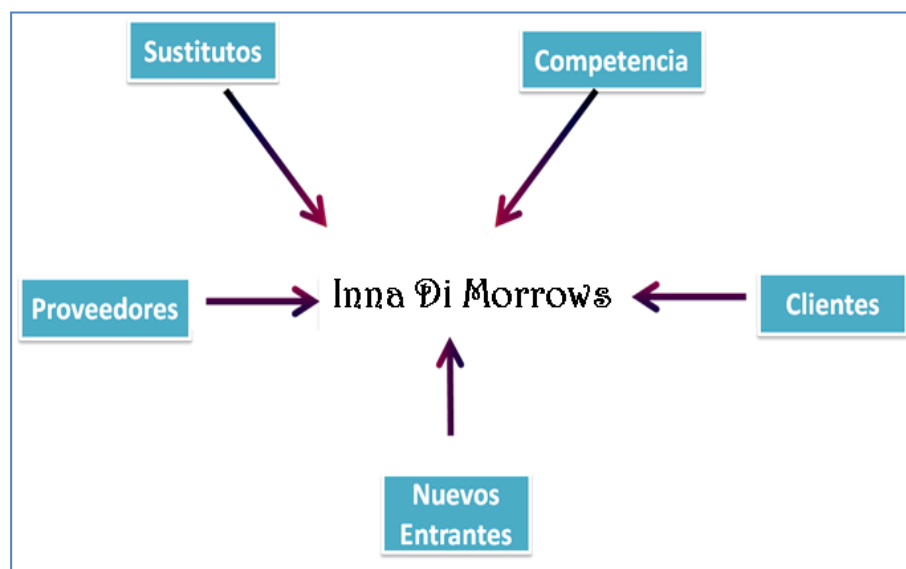 Sustitutos
Competencia
Proveedores
Inna Di Morrows
Clientes
Nuevos
Entrantes